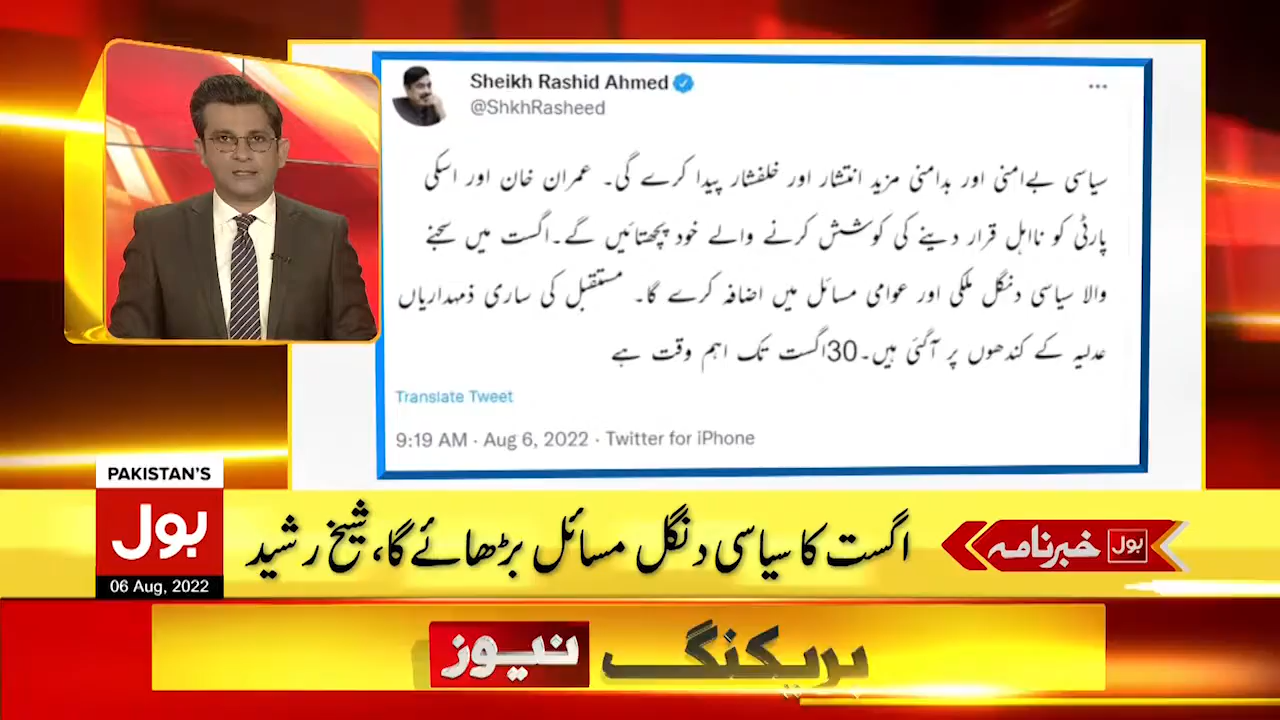 Sheikh Rashid Ahmed
@ShkhRasheed
سیاسی بےامنی اور بدامنی مزید انتشار اور خلفشار پیدا کرے گی۔ عمران خان اور اسکی
پارٹی کو نااہل قرار دینے کی کوشش کرنے والے خود پچھتائیں گے۔اگست میں سجنے
والا سیاسی دنگل ملکی اور عوامی مسائل میں اضافہ کرے گا۔ مستقبل کی ساری ذمہداریاں
عدلیہ کے کندھوں پر آگئی ہیں۔30اگست تک اہم وقت ہے
Translate Tweet
9:19 AM · Aug 6, 2022 · Twitter for iPhone
PAKISTAN'S
بول
06 Aug, 2022
بول خبرنامہ
اگست کا سیاسی دنگل مسائل بڑھائے گا، شیخ رشید
بریکنگ نیوز